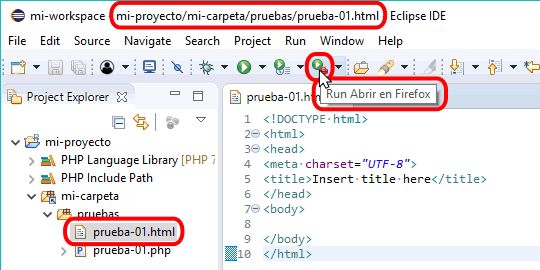 mi-workspace - mi-proyecto/mi-carpeta/pruebas/prueba-01.html - Eclipse IDE
File Edit Source Navigate Search Project Run Window Help
Run Abrir en Firefox
Project Explorer
prueba-01.html
mi-proyecto
PHP Language Library [PHP 7
PHP Include Path
mi-carpeta
pruebas
prueba-01.html
prueba-01.php
1 <!DOCTYPE·html>
2 <html>
3 <head>
4 <meta·charset="UTF-8">
5 <title>Insert·title·here</title>
6 </head>
7 <body>
8
9 </body>
10 </html>